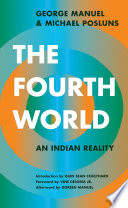 GEORGE MANUEL &
MICHAEL POSLUNS
THE
FOURTH
WORLD
AN INDIAN REALITY
Introduction by GLEN SEAN COULTHARD
Foreword by VINE DELORIA JR.
Afterword by DOREEN MANUEL